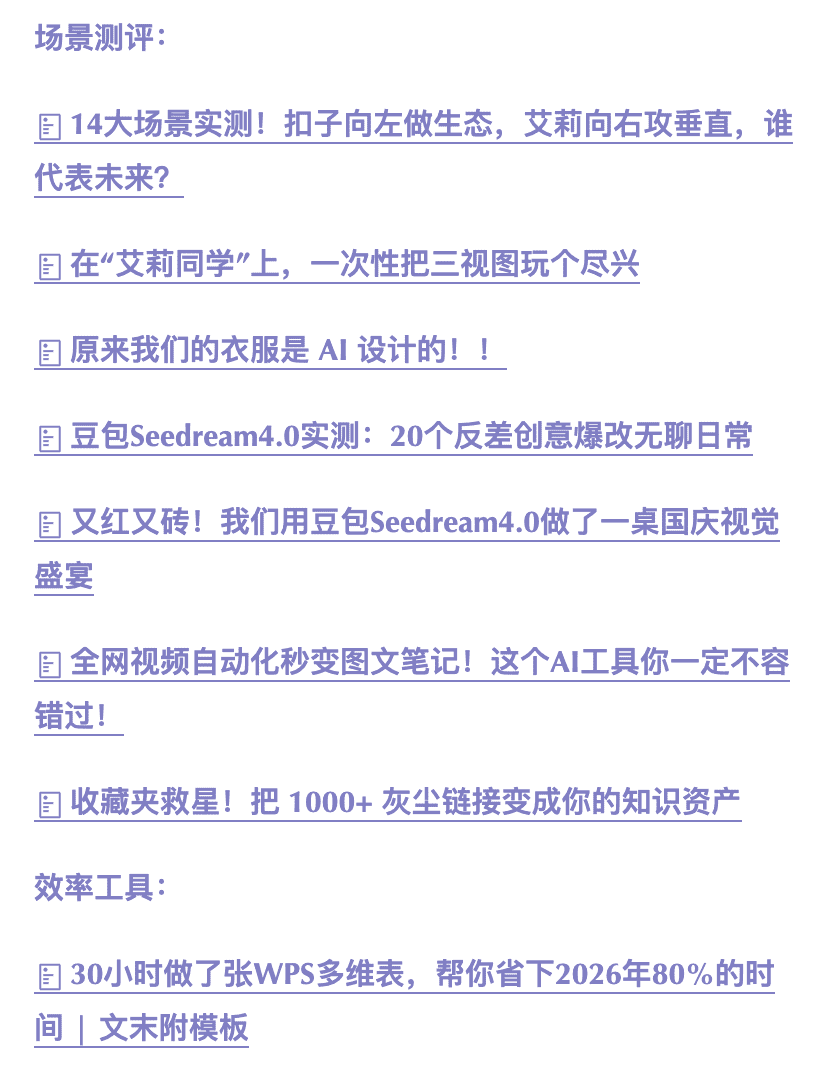 场景测评：
14大场景实测！扣子向左做生态，艾莉向右攻垂直，谁
代表未来？
在“艾莉同学”上，一次性把三视图玩个尽兴
原来我们的衣服是 AI 设计的！！
豆包Seedream4.0实测：20个反差创意爆改无聊日常
又红又砖！我们用豆包Seedream4.0做了一桌国庆视觉
盛宴
全网视频自动化秒变图文笔记！这个AI工具你一定不容
错过！
收藏夹救星！把 1000+ 灰尘链接变成你的知识资产
效率工具：
30小时做了张WPS多维表，帮你省下2026年80%的时
间｜文末附模板